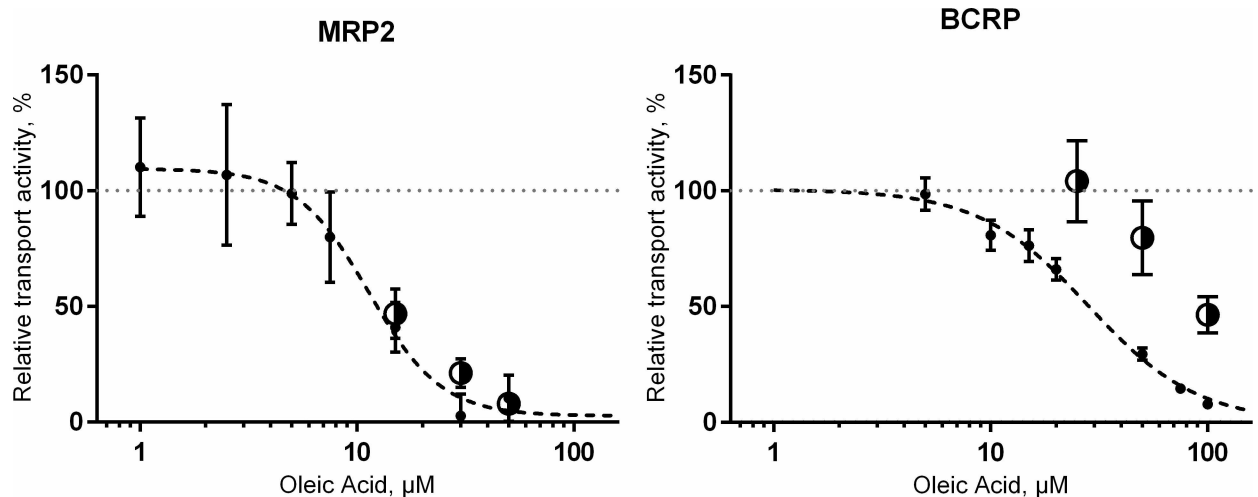 MRP2
Relative transport activity, %
150
100
50
0
1
10
100
Oleic Acid, µM
BCRP
Relative transport activity, %
150
100
50
0
1
10
100
Oleic Acid, µM